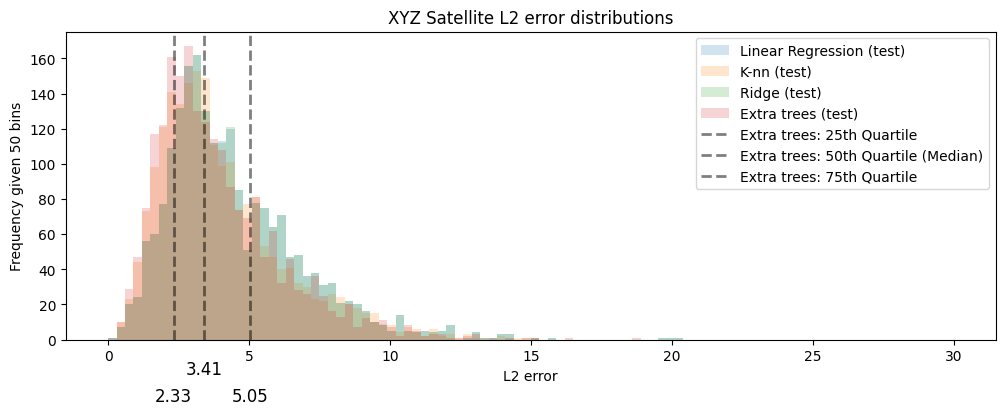 XYZ Satellite L2 error distributions
Frequency given 50 bins
160
140
120
100
80
60
40
20
0
Linear Regression (test)
K-nn (test)
Ridge (test)
Extra trees (test)
Extra trees: 25th Quartile
Extra trees: 50th Quartile (Median)
Extra trees: 75th Quartile
0 5 10 15 20 25 30
3.41
L2 error
2.33 5.05